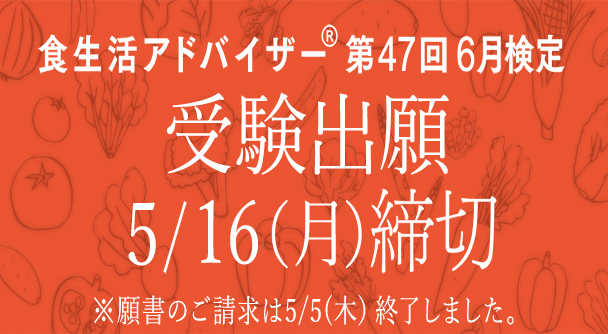 食生活アドバイザー® 第47回 6月検定
受験出願
5/16(月)締切
※願書のご請求は5/5(木) 終了しました。